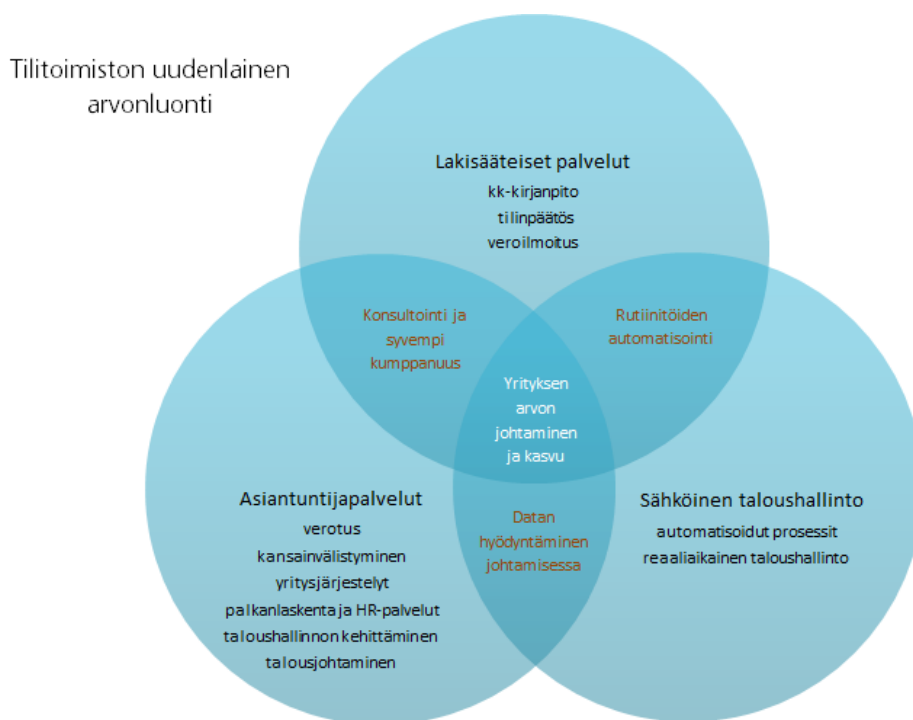 Tilitoimiston uudenlainen
arvonluonti
Lakisääteiset palvelut
kk-kirjanpito
tilinpäätös
veroilmoitus
Konsultointi ja
syvempi
kumppanuus
Rutiinitöiden
automatisointi
Yrityksen
arvon
johtaminen
ja kasvu
Asiantuntijapalvelut
verotus
kansainvälistyminen
yritysjärjestelyt
palkanlaskenta ja HR-palvelut
taloushallinnon kehittäminen
talousjohtaminen
Datan
hyödyntäminen
johtamisessa
Sähköinen taloushallinto
automatisoidut prosessit
reaaliaikainen taloushallinto